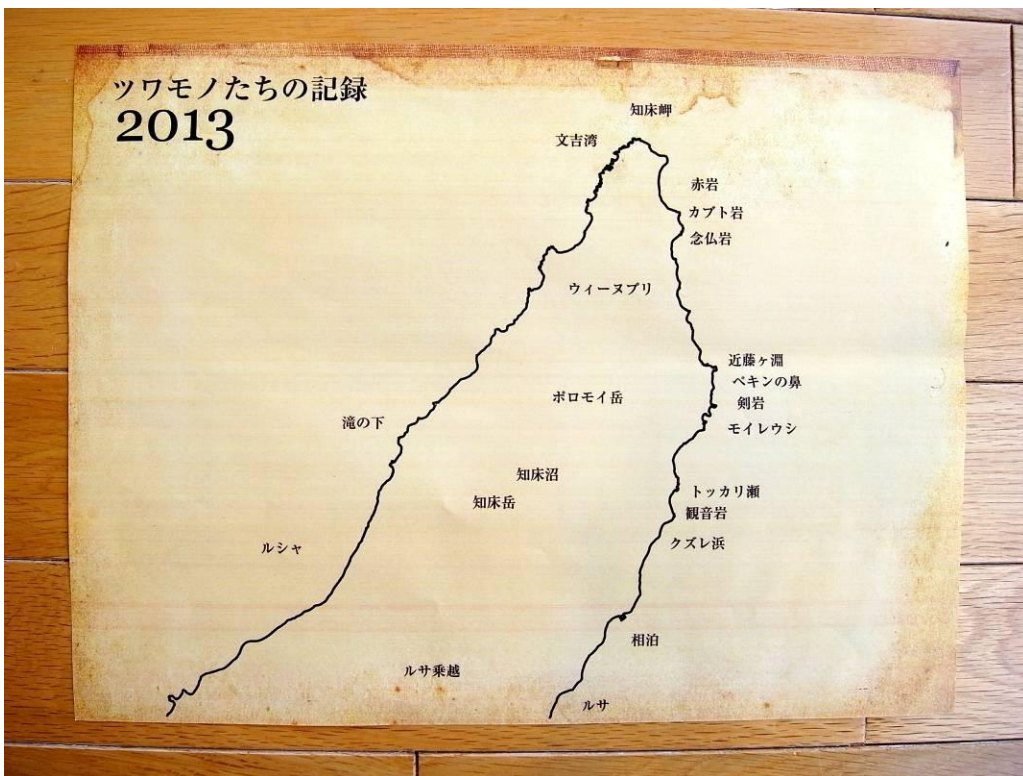 ツワモノたちの記録
2013
知床岬
文吉湾
赤岩
カブト岩
念仏岩
ウィーヌプリ
近藤ヶ淵
ペキンの鼻
ポロモイ岳
剣岩
滝の下
モイレウシ
知床沼
トッカリ瀬
知床岳
観音岩
クズレ浜
ルシャ
相泊
ルサ乗越
ルサ